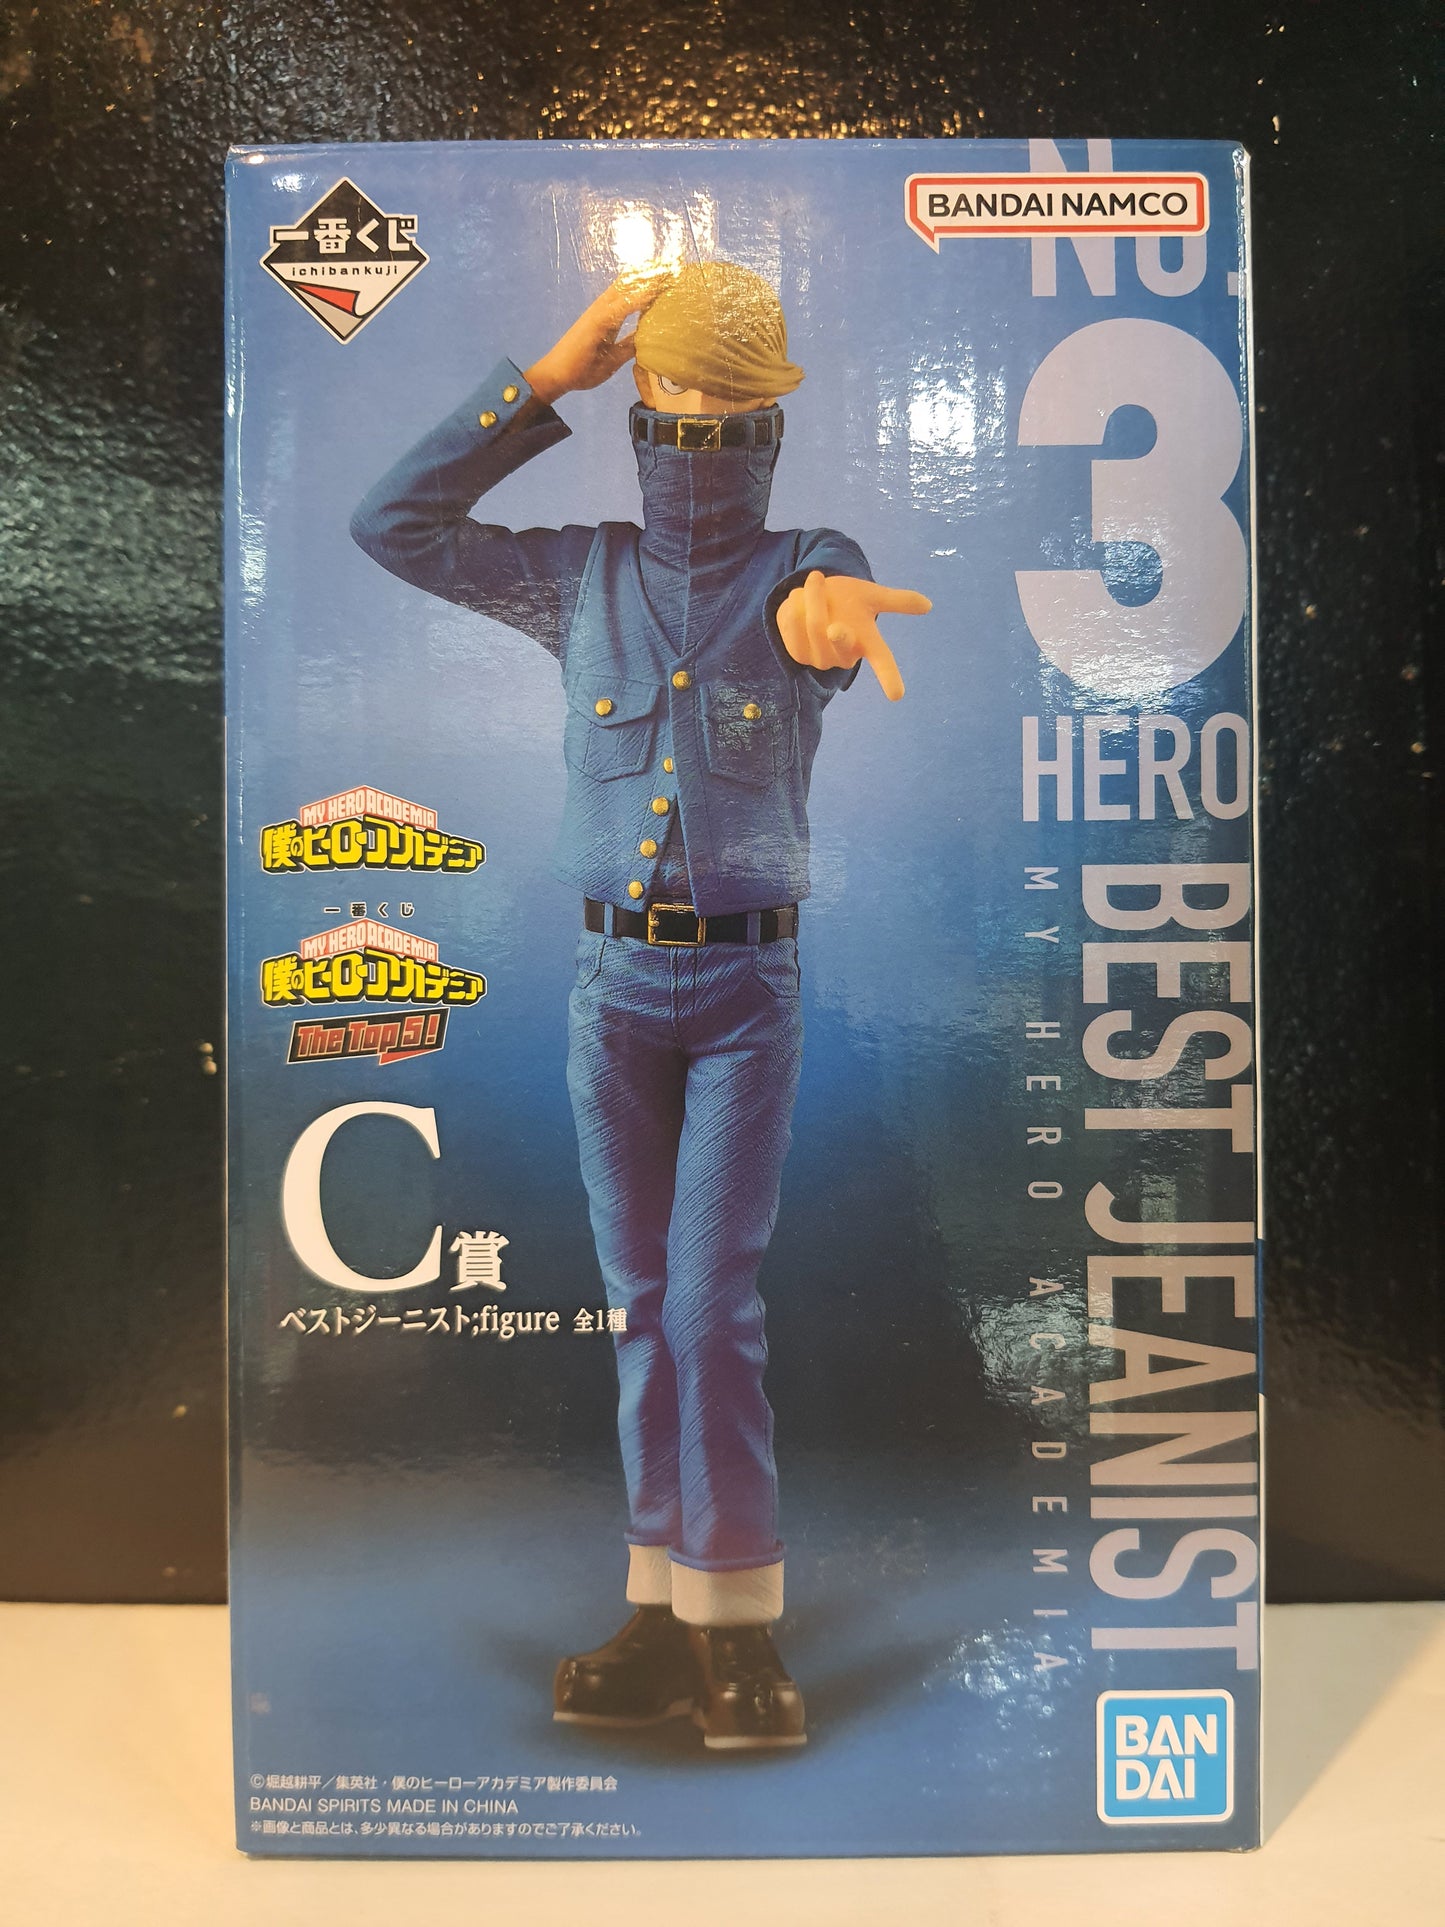 一番くじ
ichibankuji
BANDAI NAMCO
No.
3
HERO
BEST JEANIST
MY HERO ACADEMIA
MY HERO ACADEMIA
僕のヒーローアカデミア
一番くじ
MY HERO ACADEMIA
僕のヒーローアカデミア
The Top 5!
C賞
ベストジーニスト;figure 全1種
©堀越耕平/集英社・僕のヒーローアカデミア製作委員会
BANDAI SPIRITS MADE IN CHINA
※画像と商品とは、多少異なる場合がありますのでご了承ください。
BAN
DAI